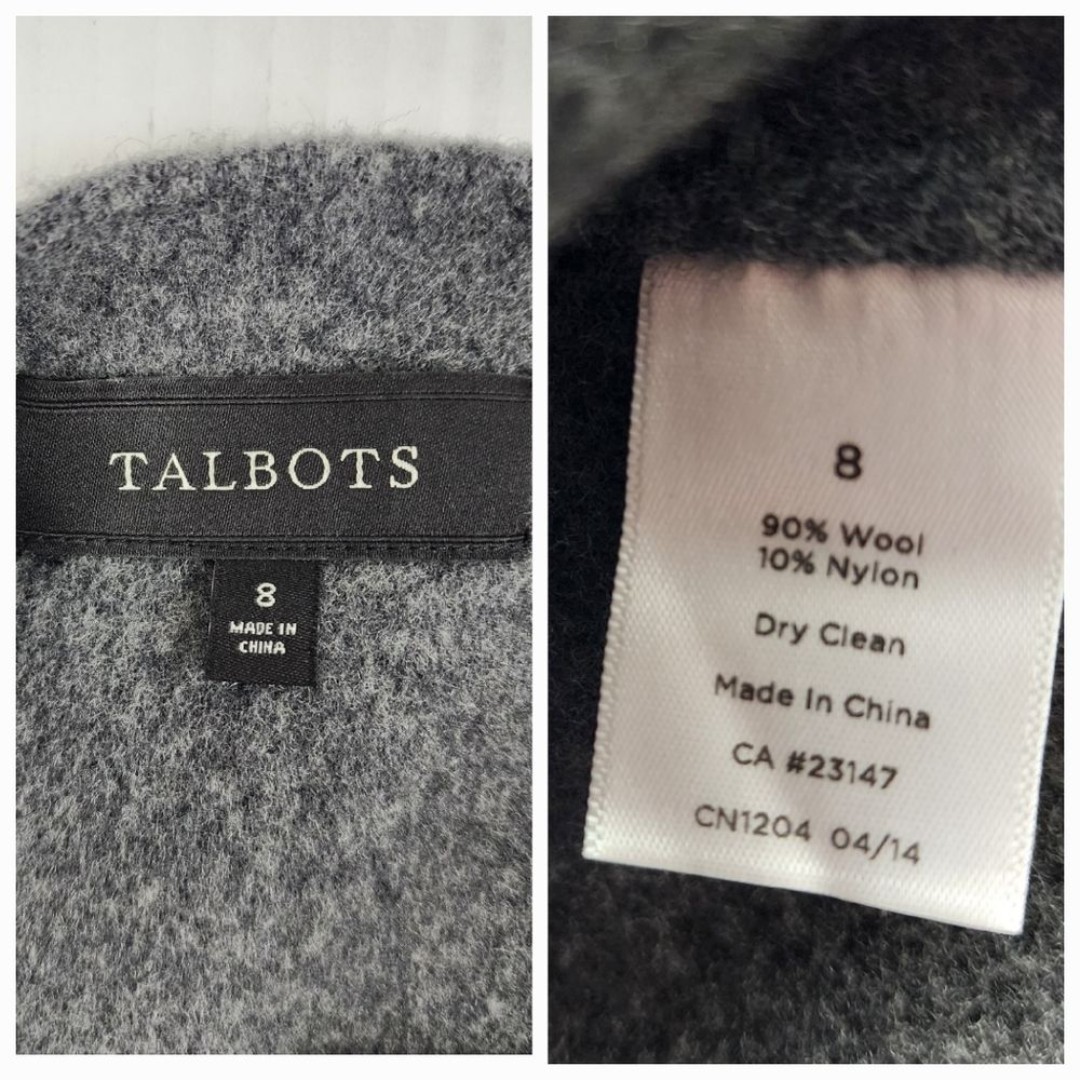 TALBOTS
8
MADE IN
CHINA
8
90% Wool
10% Nylon
Dry Clean
Made In China
CA #23147
CN1204 04/14